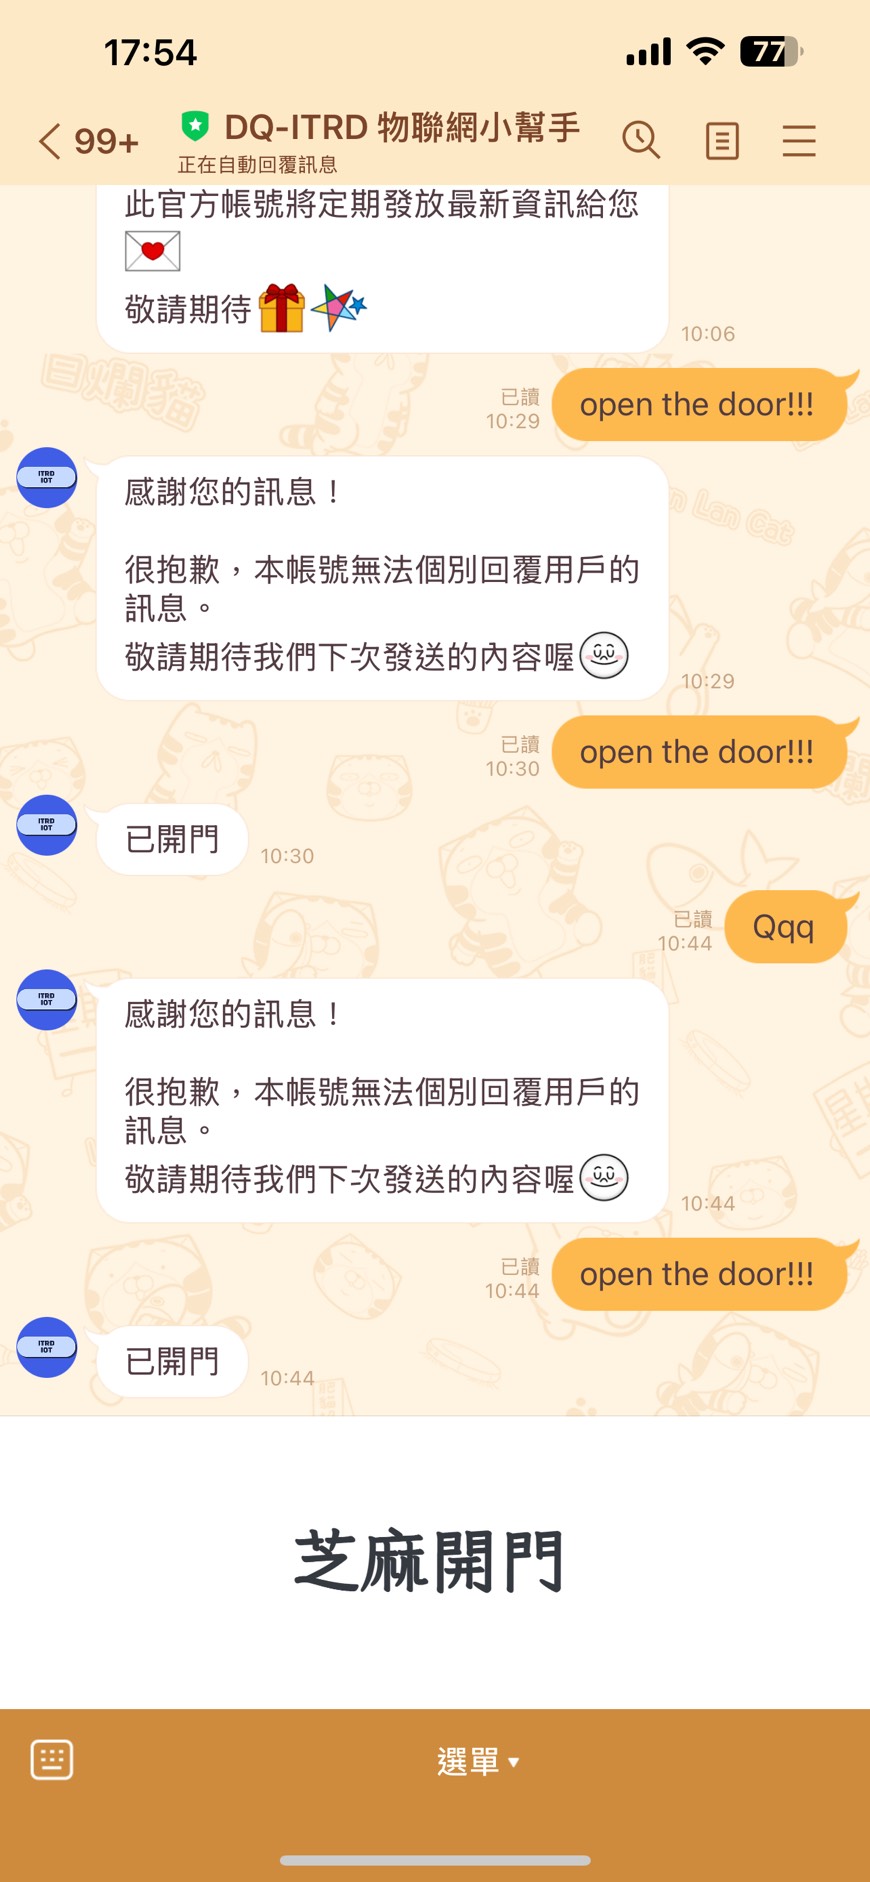 17:54
77
99+
DQ-ITRD 物聯網小幫手
正在自動回覆訊息
此官方帳號將定期發放最新資訊給您
敬請期待
10:06
已讀
10:29
open the door!!!
ITRD
IOT
感謝您的訊息！
很抱歉，本帳號無法個別回覆用戶的
訊息。
敬請期待我們下次發送的內容喔
10:29
已讀
10:30
open the door!!!
ITRD
IOT
已開門
10:30
已讀
10:44
Qqq
ITRD
IOT
感謝您的訊息！
很抱歉，本帳號無法個別回覆用戶的
訊息。
敬請期待我們下次發送的內容喔
10:44
已讀
10:44
open the door!!!
ITRD
IOT
已開門
10:44
芝麻開門
選單 ▾